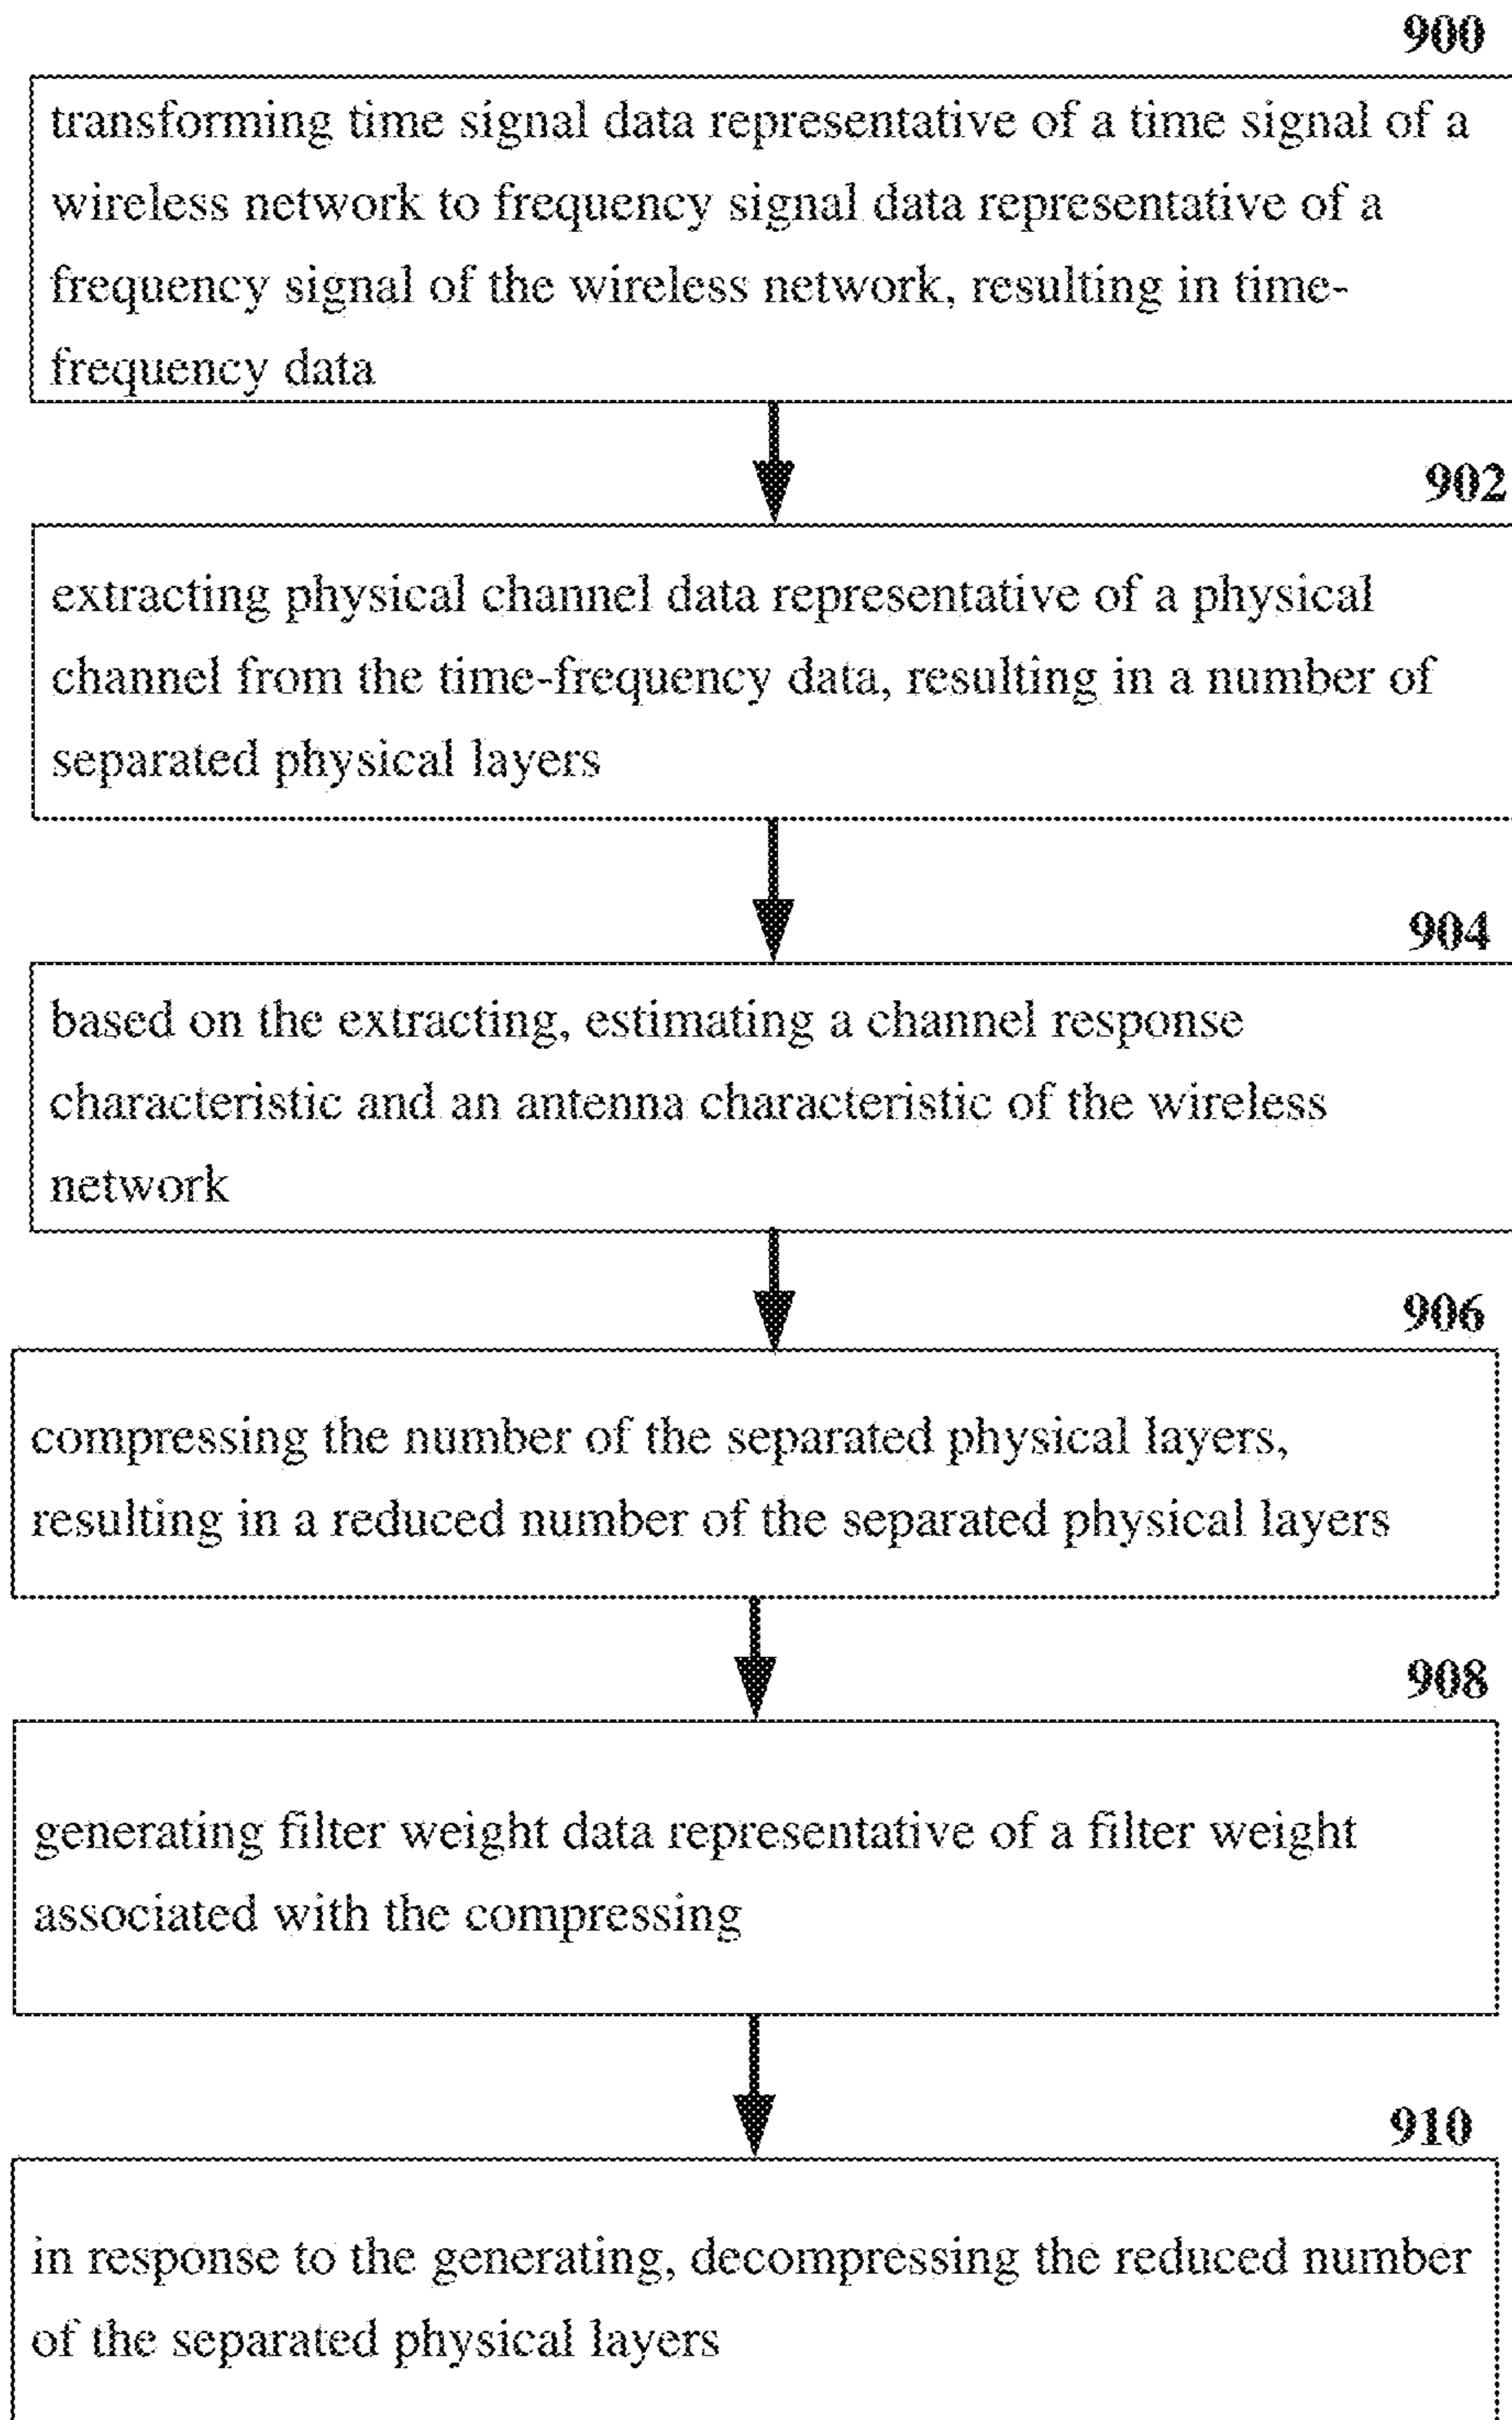 900
transforming time signal data representative of a time signal of a
wireless network to frequency signal data representative of a
frequency signal of the wireless network, resulting in time-
frequency data
902
extracting physical channel data representative of a physical
channel from the time-frequency data, resulting in a number of
separated physical layers
904
based on the extracting, estimating a channel response
characteristic and an antenna characteristic of the wireless
network
906
compressing the number of the separated physical layers,
resulting in a reduced number of the separated physical layers
908
generating filter weight data representative of a filter weight
associated with the compressing
910
in response to the generating, decompressing the reduced number
of the separated physical layers